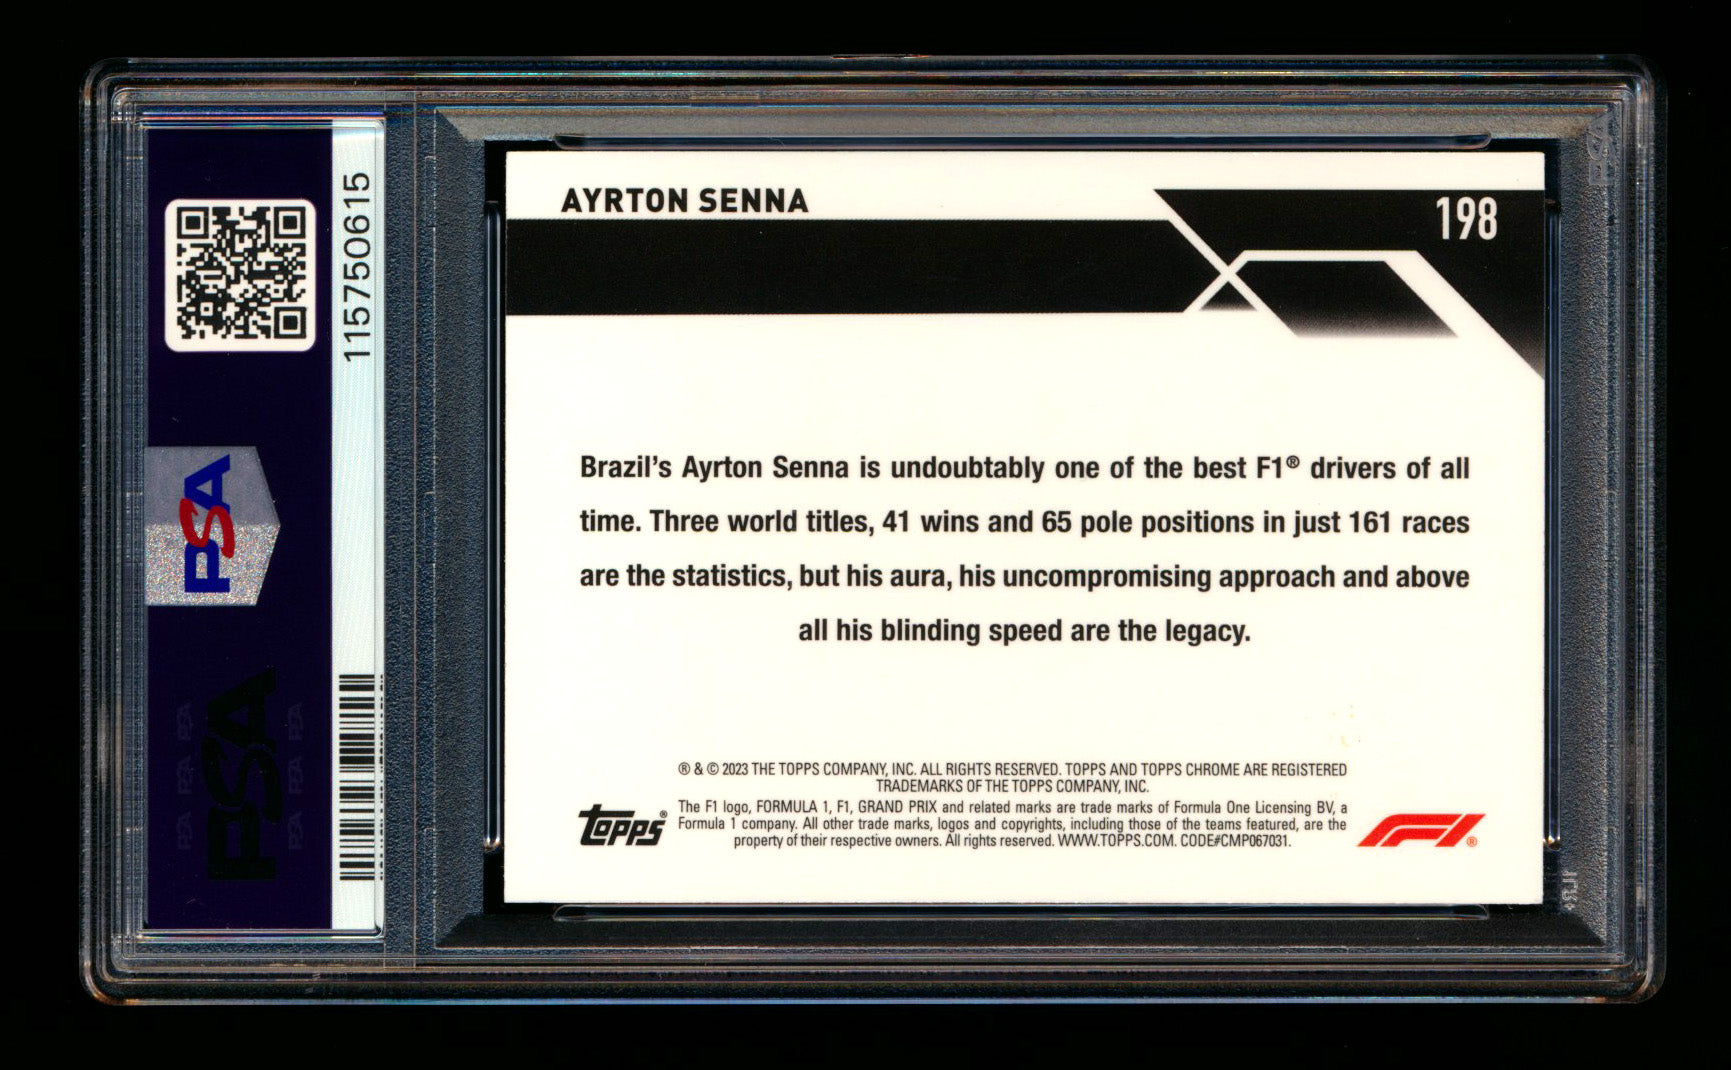 AYRTON SENNA
198
Brazil's Ayrton Senna is undoubtably one of the best F1® drivers of all
time. Three world titles, 41 wins and 65 pole positions in just 161 races
are the statistics, but his aura, his uncompromising approach and above
all his blinding speed are the legacy.
® & © 2023 THE TOPPS COMPANY, INC. ALL RIGHTS RESERVED. TOPPS AND TOPPS CHROME ARE REGISTERED
TRADEMARKS OF THE TOPPS COMPANY, INC.
The F1 logo, FORMULA 1, F1, GRAND PRIX and related marks are trade marks of Formula One Licensing BV, a
Formula 1 company. All other trade marks, logos and copyrights, including those of the teams featured, are the
property of their respective owners. All rights reserved. WWW.TOPPS.COM. CODE#CMP067031.
Topps®
F1®
115750615
PSA
PSA
PSA PSA PSA
PSA PSA PSA